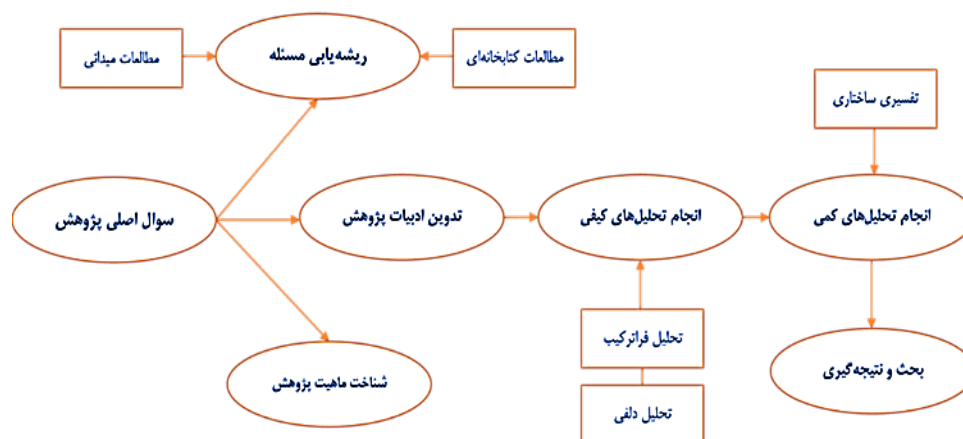 ریشه‌یابی مسئله
مطالعات کتابخانه‌ای
مطالعات میدانی
تفسیری ساختاری
انجام تحلیل‌های کمی
انجام تحلیل‌های کیفی
تدوین ادبیات پژوهش
سوال اصلی پژوهش
تحلیل فراترکیب
بحث و نتیجه‌گیری
شناخت ماهیت پژوهش
تحلیل دلفی